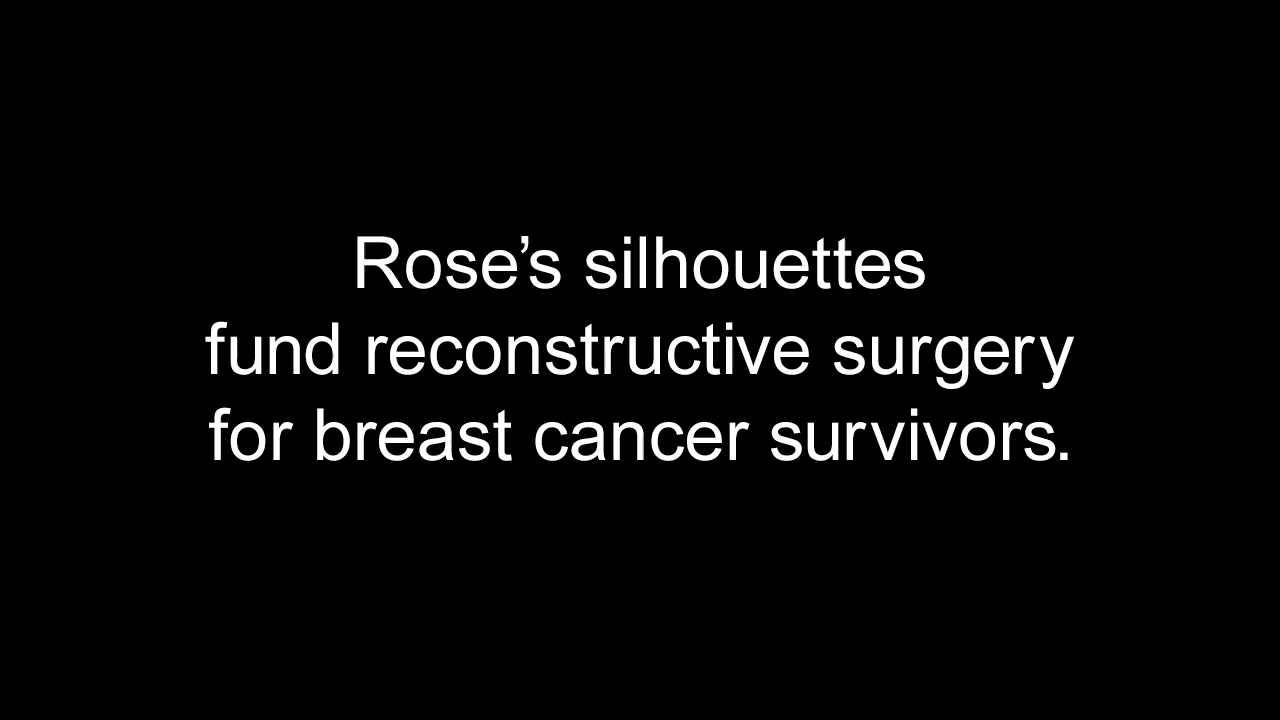 Rose’s silhouettes
fund reconstructive surgery
for breast cancer survivors.